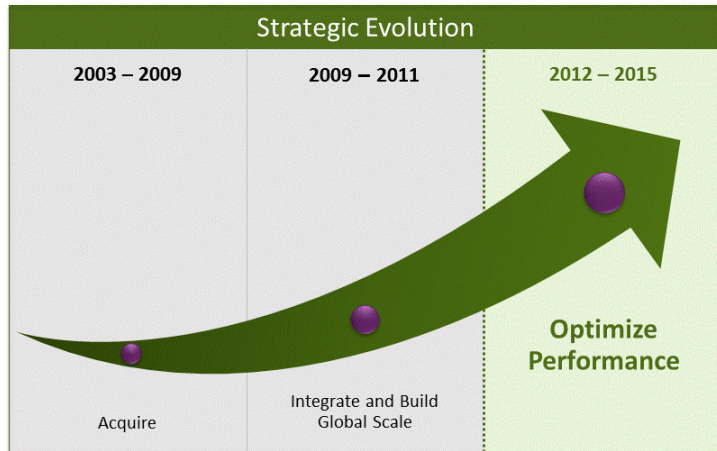 Strategic Evolution
2003 – 2009
2009 – 2011
2012 – 2015
Acquire
Integrate and Build
Global Scale
Optimize
Performance